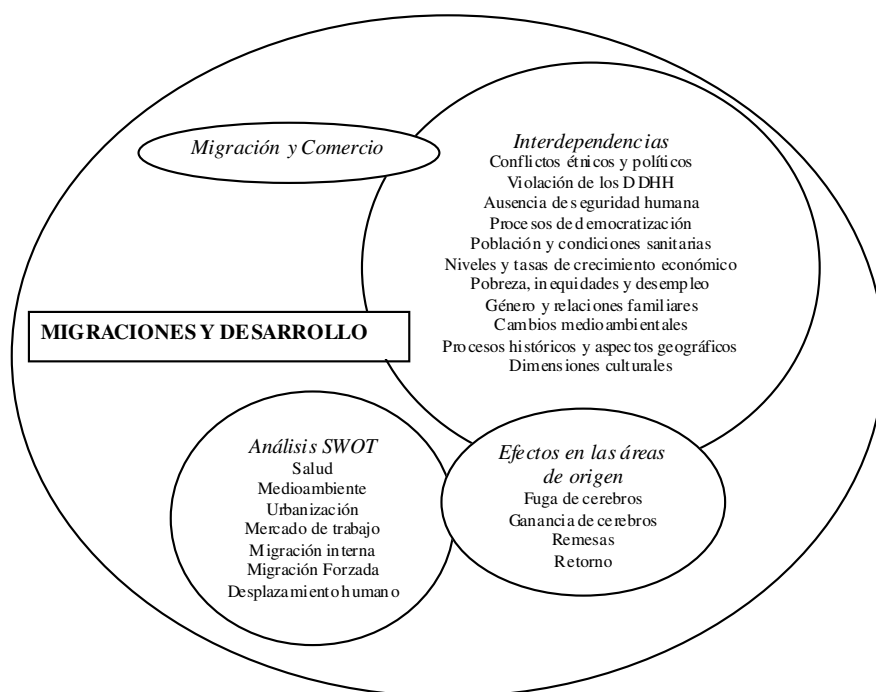 Migración y Comercio
Interdependencias
Conflictos étnicos y políticos
Violación de los DDHH
Ausencia de seguridad humana
Procesos de democratización
Población y condiciones sanitarias
Niveles y tasas de crecimiento económico
Pobreza, inequidades y desempleo
Género y relaciones familiares
Cambios medioambientales
Procesos históricos y aspectos geográficos
Dimensiones culturales
MIGRACIONES Y DESARROLLO
Análisis SWOT
Salud
Medioambiente
Urbanización
Mercado de trabajo
Migración interna
Migración Forzada
Desplazamiento humano
Efectos en las áreas
de origen
Fuga de cerebros
Ganancia de cerebros
Remesas
Retorno